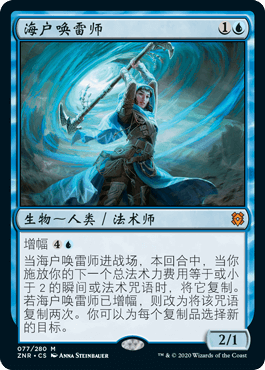 海户唤雷师 1
生物~人类/法术师
增幅 4
当海户唤雷师进战场,本回合中,当你
施放你的下一个总法术力费用等于或小
于2的瞬间或法术咒语时,将它复制。
若海户唤雷师已增幅,则改为将该咒语
复制两次。你可以为每个复制品选择新
的目标。
2/1
077/280 M
ZNR • CS Anna Steinbauer
™ & © 2020 Wizards of the Coast